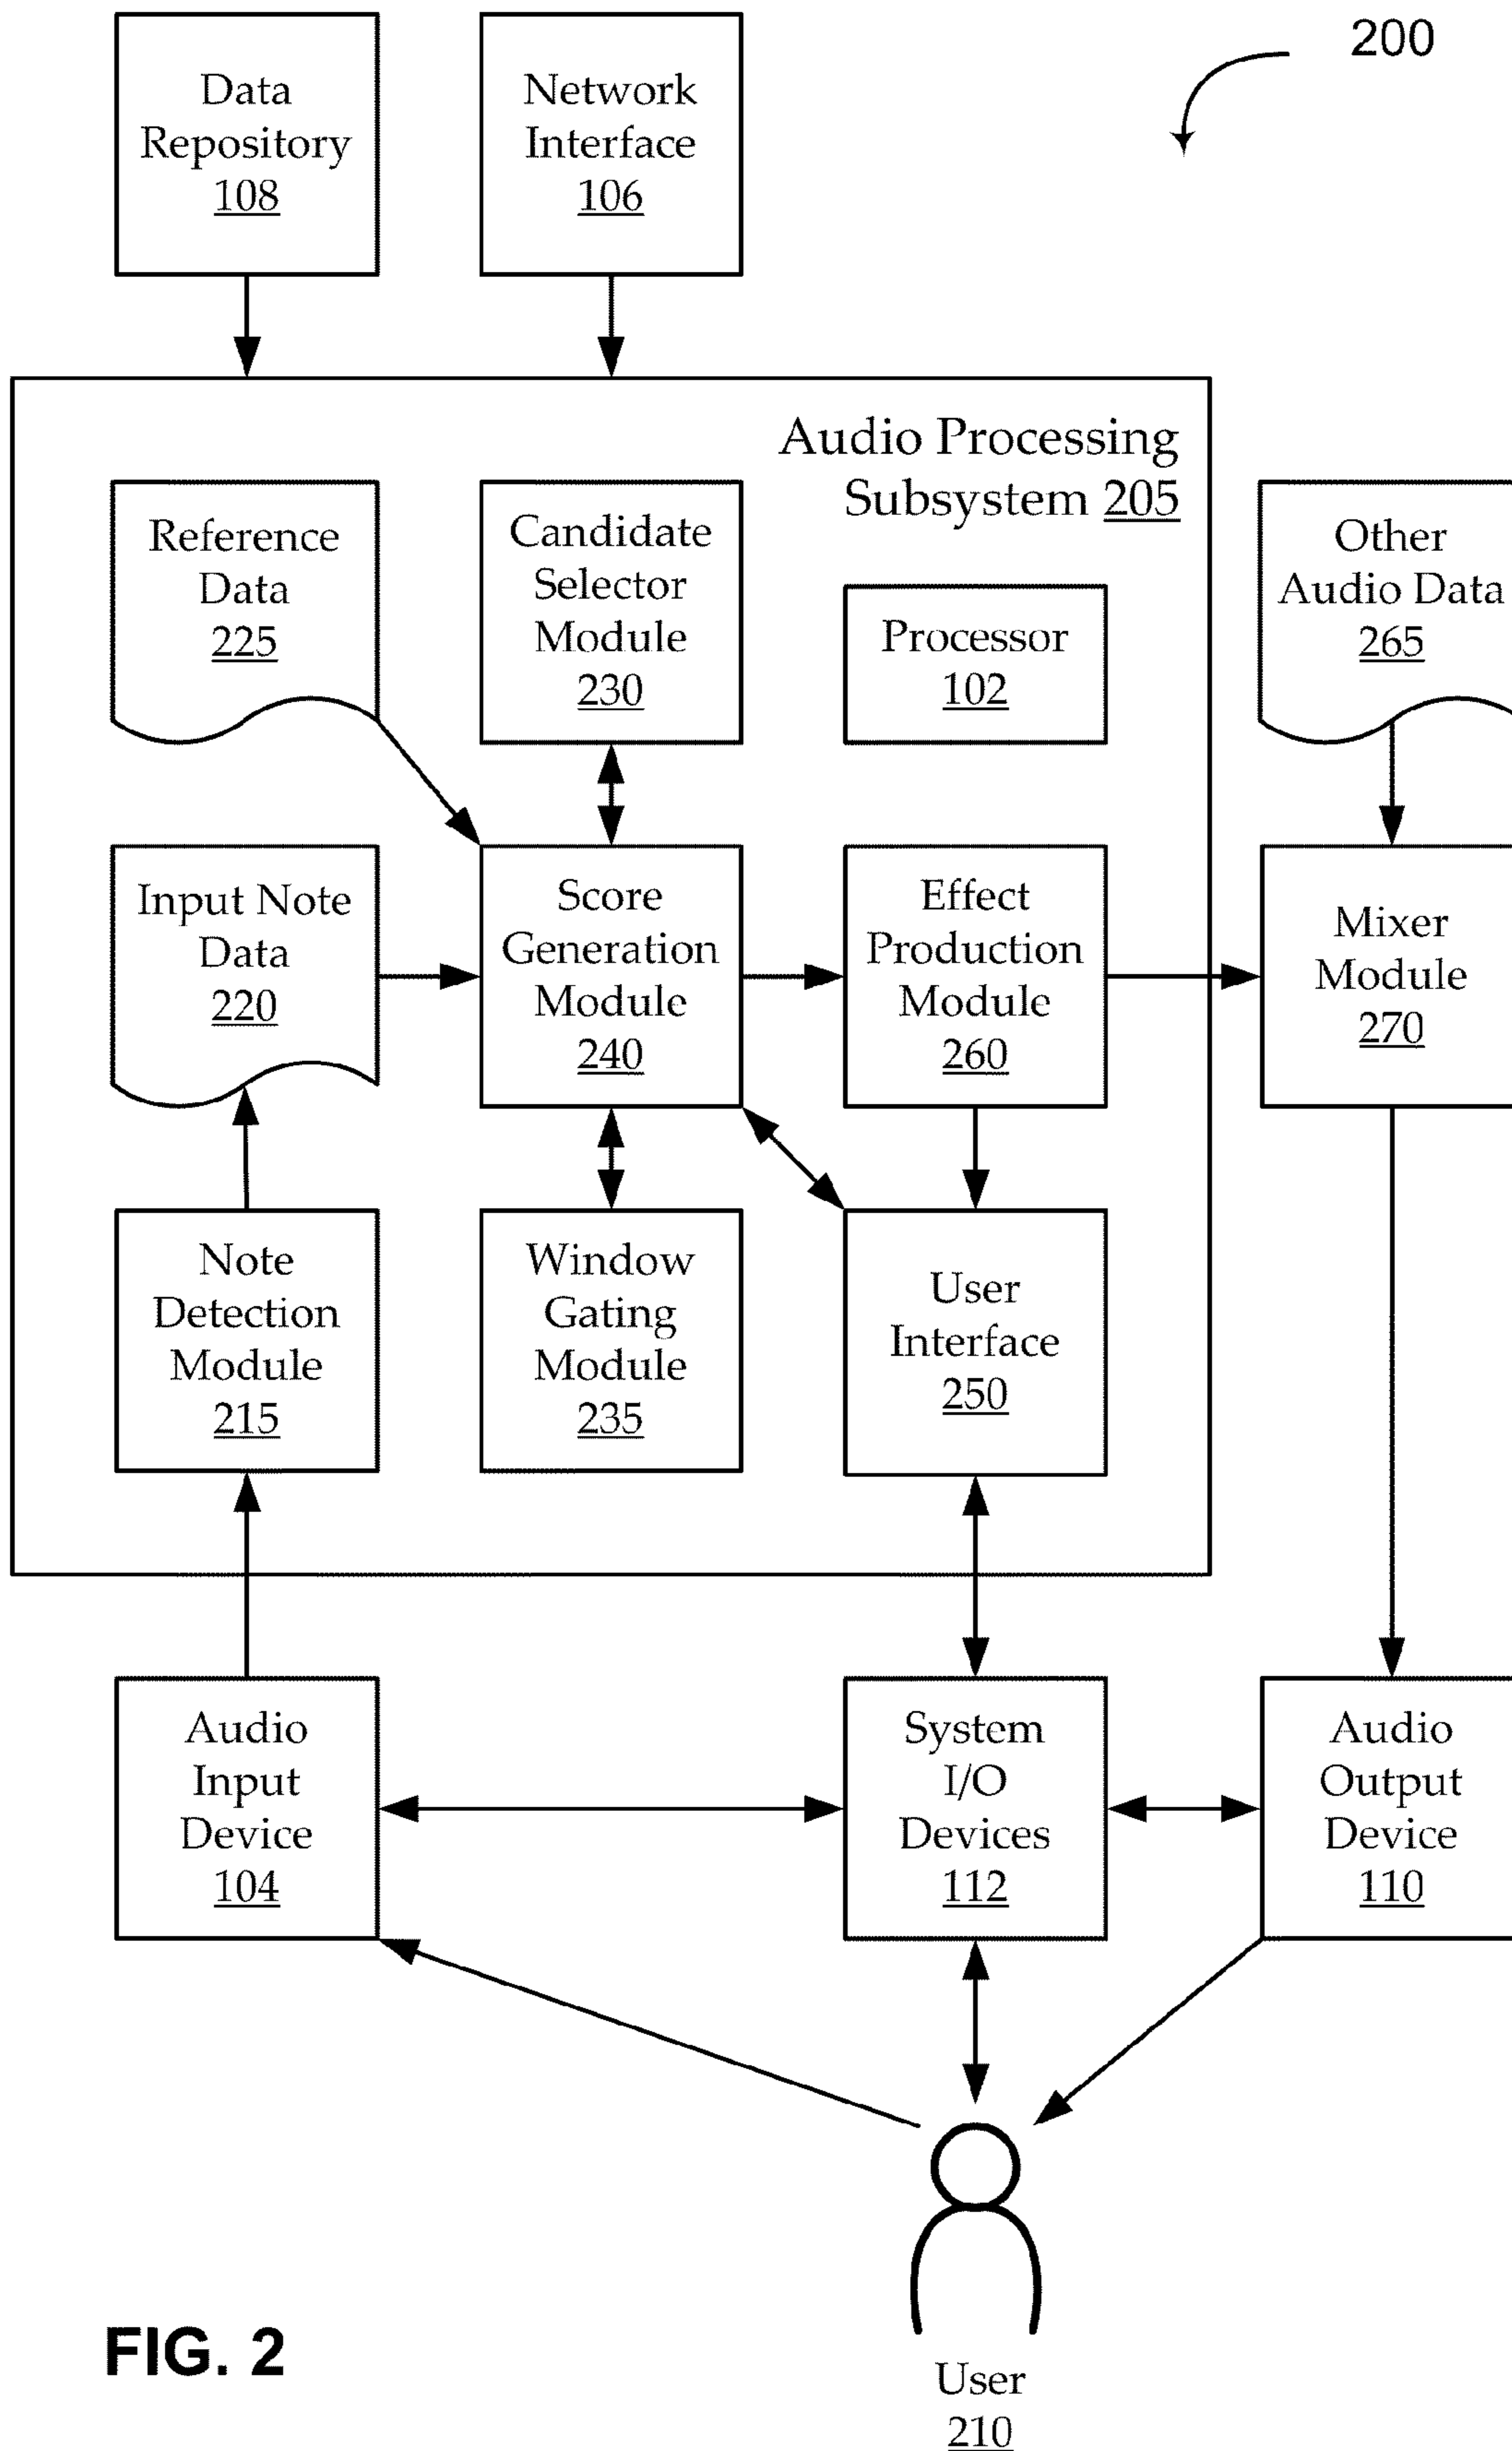 200
Data
Repository
108
Network
Interface
106
Audio Processing
Subsystem 205
Reference
Data
225
Candidate
Selector
Module
230
Processor
102
Other
Audio Data
265
Input Note
Data
220
Score
Generation
Module
240
Effect
Production
Module
260
Mixer
Module
270
Note
Detection
Module
215
Window
Gating
Module
235
User
Interface
250
Audio
Input
Device
104
System
I/O
Devices
112
Audio
Output
Device
110
FIG. 2
User
210